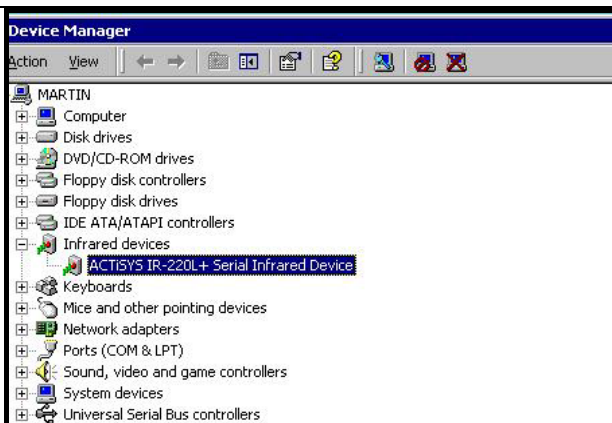 Device Manager
Action View
MARTIN
Computer
Disk drives
DVD/CD-ROM drives
Floppy disk controllers
Floppy disk drives
IDE ATA/ATAPI controllers
Infrared devices
ACTiSYS IR-220L+ Serial Infrared Device
Keyboards
Mice and other pointing devices
Network adapters
Ports (COM & LPT)
Sound, video and game controllers
System devices
Universal Serial Bus controllers